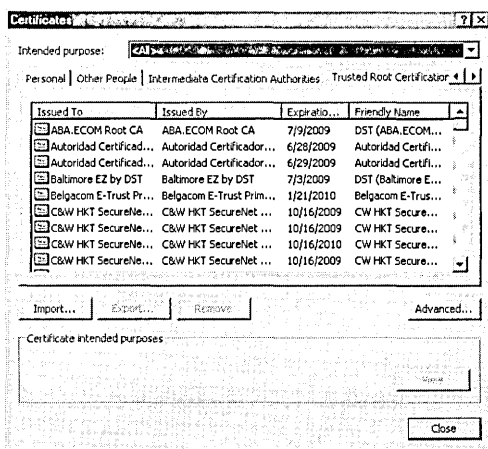 Certificates
Intended purpose: <All>
Personal Other People Intermediate Certification Authorities Trusted Root Certification
Issued To Issued By Expiratio... Friendly Name
ABA.ECOM Root CA ABA.ECOM Root CA 7/9/2009 DST (ABA.ECOM...
Autoridad Certificad... Autoridad Certificador... 6/28/2009 Autoridad Certifi...
Autoridad Certificad... Autoridad Certificador... 6/29/2009 Autoridad Certifi...
Baltimore EZ by DST Baltimore EZ by DST 7/3/2009 DST (Baltimore E...
Belgacom E-Trust Pr... Belgacom E-Trust Prim... 1/21/2010 Belgacom E-Trus...
C&W HKT SecureNe... C&W HKT SecureNet ... 10/16/2009 CW HKT Secure...
C&W HKT SecureNe... C&W HKT SecureNet ... 10/16/2009 CW HKT Secure...
C&W HKT SecureNe... C&W HKT SecureNet ... 10/16/2010 CW HKT Secure...
C&W HKT SecureNe... C&W HKT SecureNet ... 10/16/2009 CW HKT Secure...
Import... Export... Remove Advanced...
Certificate intended purposes
View
Close